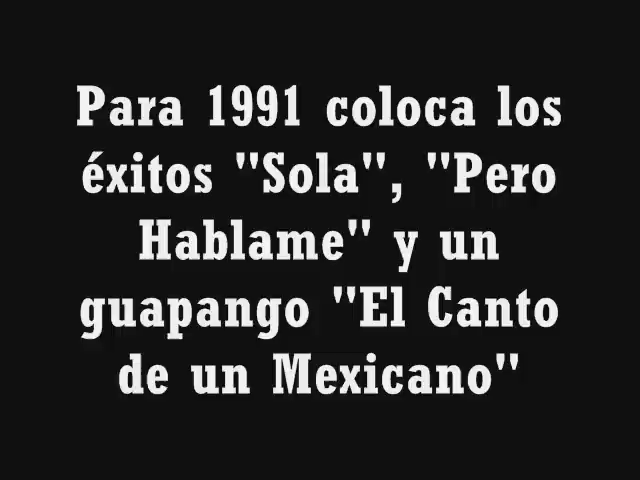 Para 1991 coloca los
éxitos "Sola", "Pero
Hablame" y un
guapango "El Canto
de un Mexicano"